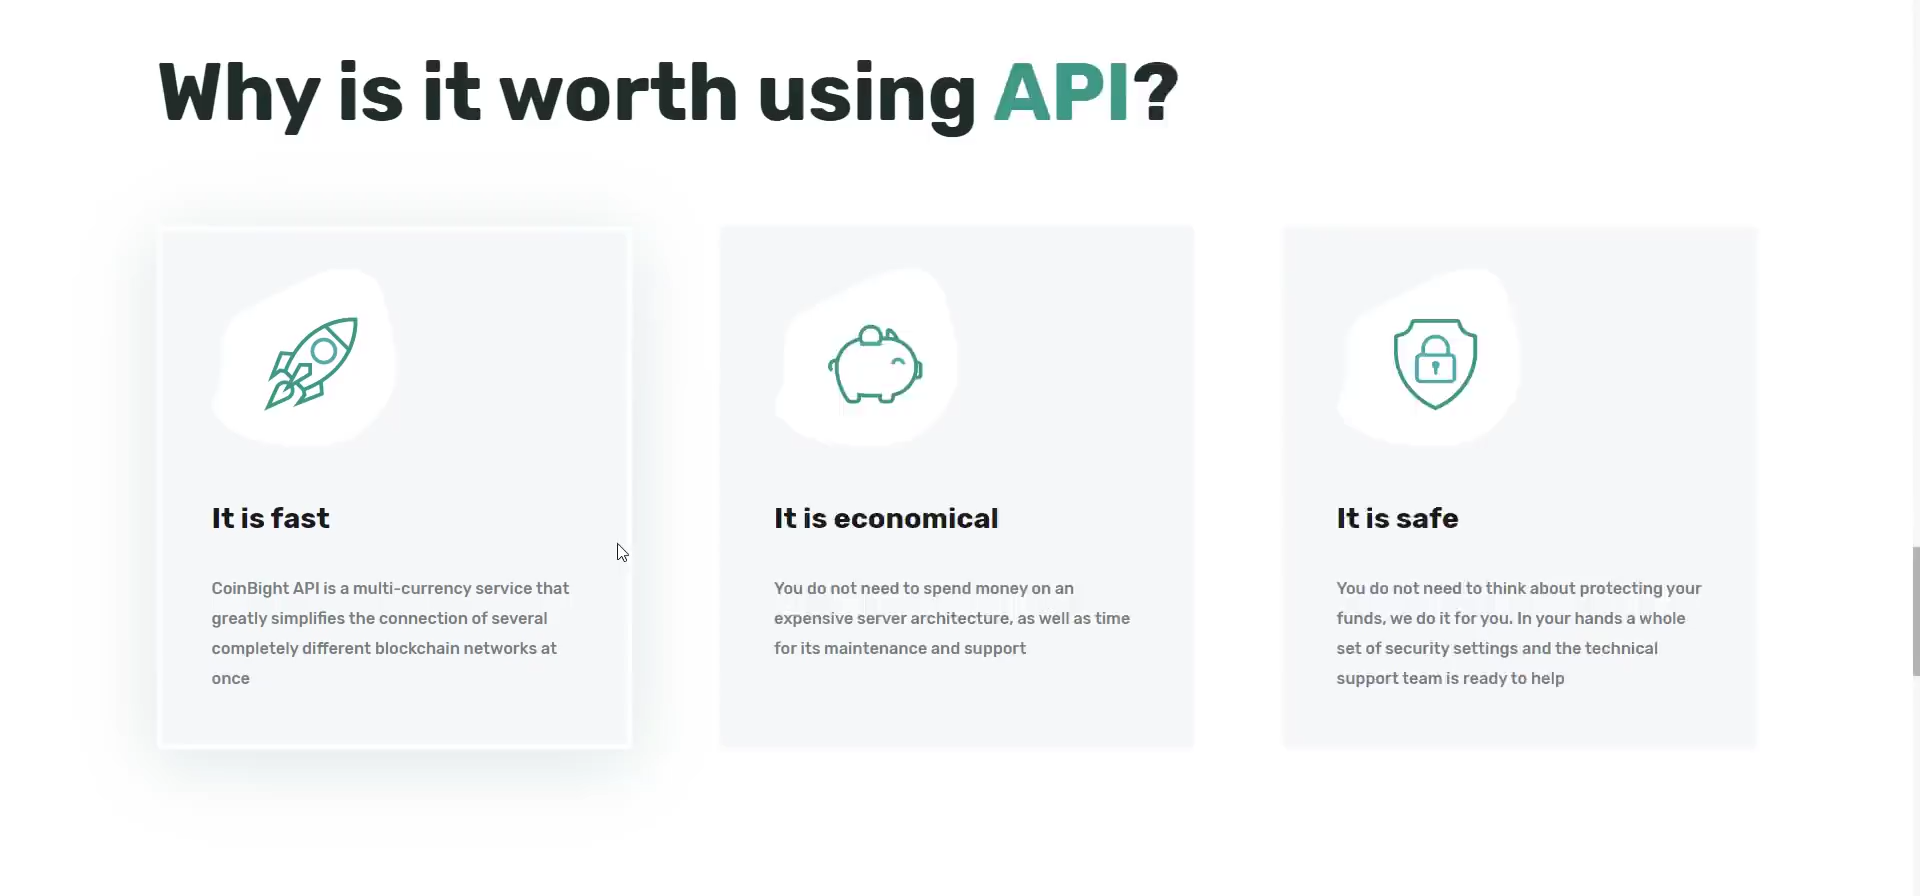 Why is it worth using API?
It is fast
CoinBight API is a multi-currency service that
greatly simplifies the connection of several
completely different blockchain networks at
once
It is economical
You do not need to spend money on an
expensive server architecture, as well as time
for its maintenance and support
It is safe
You do not need to think about protecting your
funds, we do it for you. In your hands a whole
set of security settings and the technical
support team is ready to help